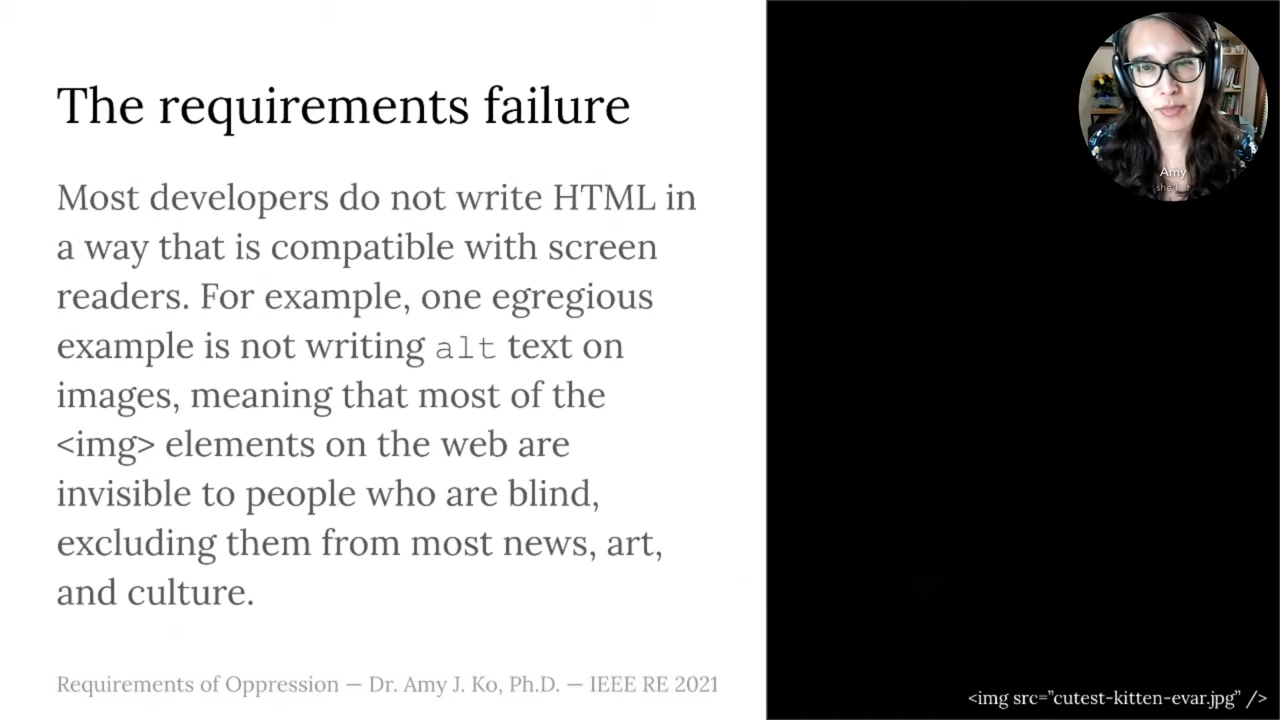 The requirements failure
Most developers do not write HTML in
a way that is compatible with screen
readers. For example, one egregious
example is not writing alt text on
images, meaning that most of the
<img> elements on the web are
invisible to people who are blind,
excluding them from most news, art,
and culture.
Requirements of Oppression — Dr. Amy J. Ko, Ph.D. — IEEE RE 2021
Amy
she/her
<img src=”cutest-kitten-evar.jpg” />